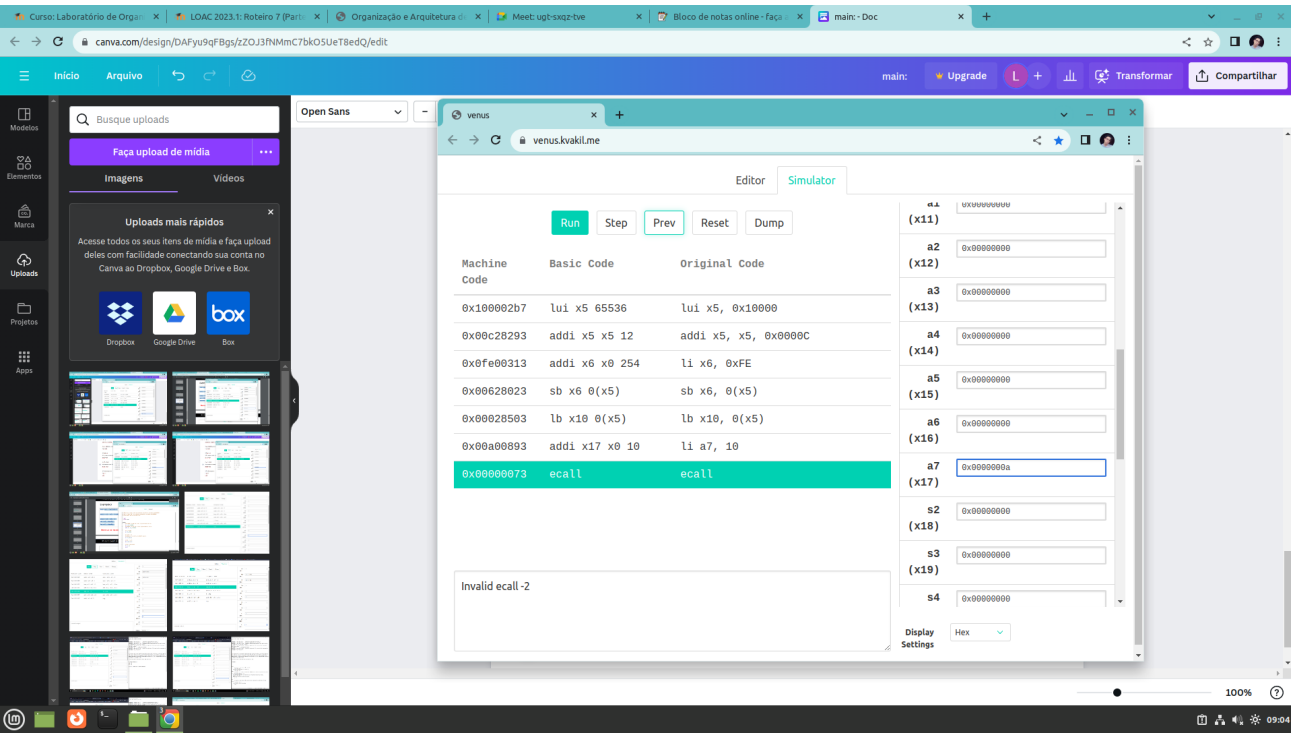 Curso: Laboratório de Organi
LOAC 2023.1: Roteiro 7 (Parte
Organização e Arquitetura d
Meet: ugt-sxqz-tve
Bloco de notas online - faça a
main: - Doc
canva.com/design/DAFyu9qFBgs/zZOJ3fNMmC7bkO5UeT8edQ/edit
Início
Arquivo
main:
Upgrade
L
+
Transformar
Compartilhar
Modelos
Elementos
Marca
Uploads
Projetos
Apps
Busque uploads
Faça upload de mídia
Imagens
Vídeos
Uploads mais rápidos
Acesse todos os seus itens de mídia e faça upload
deles com facilidade conectando sua conta no
Canva ao Dropbox, Google Drive e Box.
box
Dropbox
Google Drive
Box
Open Sans
venus
venus.kvakil.me
Editor
Simulator
Run
Step
Prev
Reset
Dump
Machine Code
Basic Code
Original Code
0x100002b7 lui x5 65536 lui x5, 0x10000
0x00c28293 addi x5 x5 12 addi x5, x5, 0x0000C
0x0fe00313 addi x6 x0 254 li x6, 0xFE
0x00628023 sb x6 0(x5) sb x6, 0(x5)
0x00028503 lb x10 0(x5) lb x10, 0(x5)
0x00a00893 addi x17 x0 10 li a7, 10
0x00000073 ecall ecall
a1 (x11) 0x00000000
a2 (x12) 0x00000000
a3 (x13) 0x00000000
a4 (x14) 0x00000000
a5 (x15) 0x00000000
a6 (x16) 0x00000000
a7 (x17) 0x0000000a
s2 (x18) 0x00000000
s3 (x19) 0x00000000
s4 0x00000000
Invalid ecall -2
Display Settings
Hex
100%
09:04